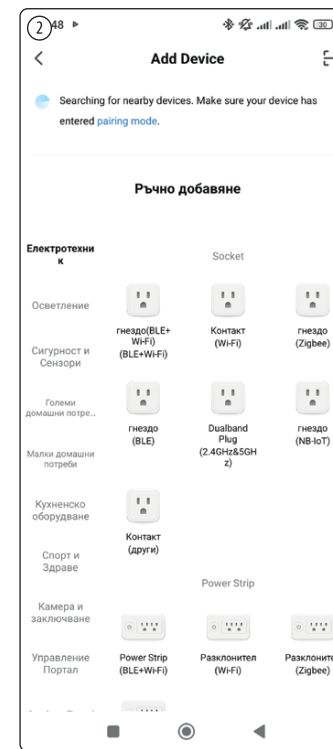 2
48
30
Add Device
Searching for nearby devices. Make sure your device has
entered pairing mode.
Ръчно добавяне
Електротехни
к
Осветление
Сигурност и
Сензори
Големи
домашни потре...
Малки домашни
потреби
Кухненско
оборудване
Спорт и
Здраве
Камера и
заключване
Управление
Портал
Socket
гнездо(BLE+
Wi-Fi)
(BLE+Wi-Fi)
Контакт
(Wi-Fi)
гнездо
(Zigbee)
гнездо
(BLE)
Dualband
Plug
(2.4GHz&5GH
z)
гнездо
(NB-IoT)
Контакт
(други)
Power Strip
Power Strip
(BLE+Wi-Fi)
Разклонител
(Wi-Fi)
Разклоните
(Zigbee)